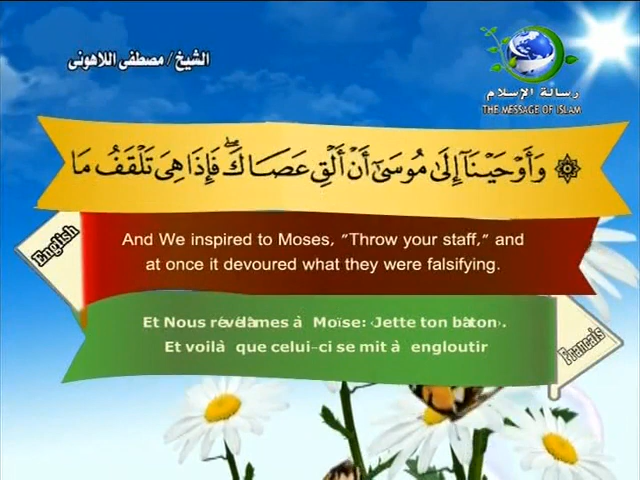 الشيخ / مصطفى اللاهونى
رسالة الإسلام
THE MESSAGE OF ISLAM
۞ وَأَوْحَيْنَآ إِلَىٰ مُوسَىٰٓ أَنْ أَلْقِ عَصَاكَ ۖ فَإِذَا هِىَ تَلْقَفُ مَا
English
And We inspired to Moses, "Throw your staff," and
at once it devoured what they were falsifying.
Et Nous révélâmes à Moïse: ‹Jette ton bâton›.
Et voilà que celui-ci se mit à engloutir
Francais